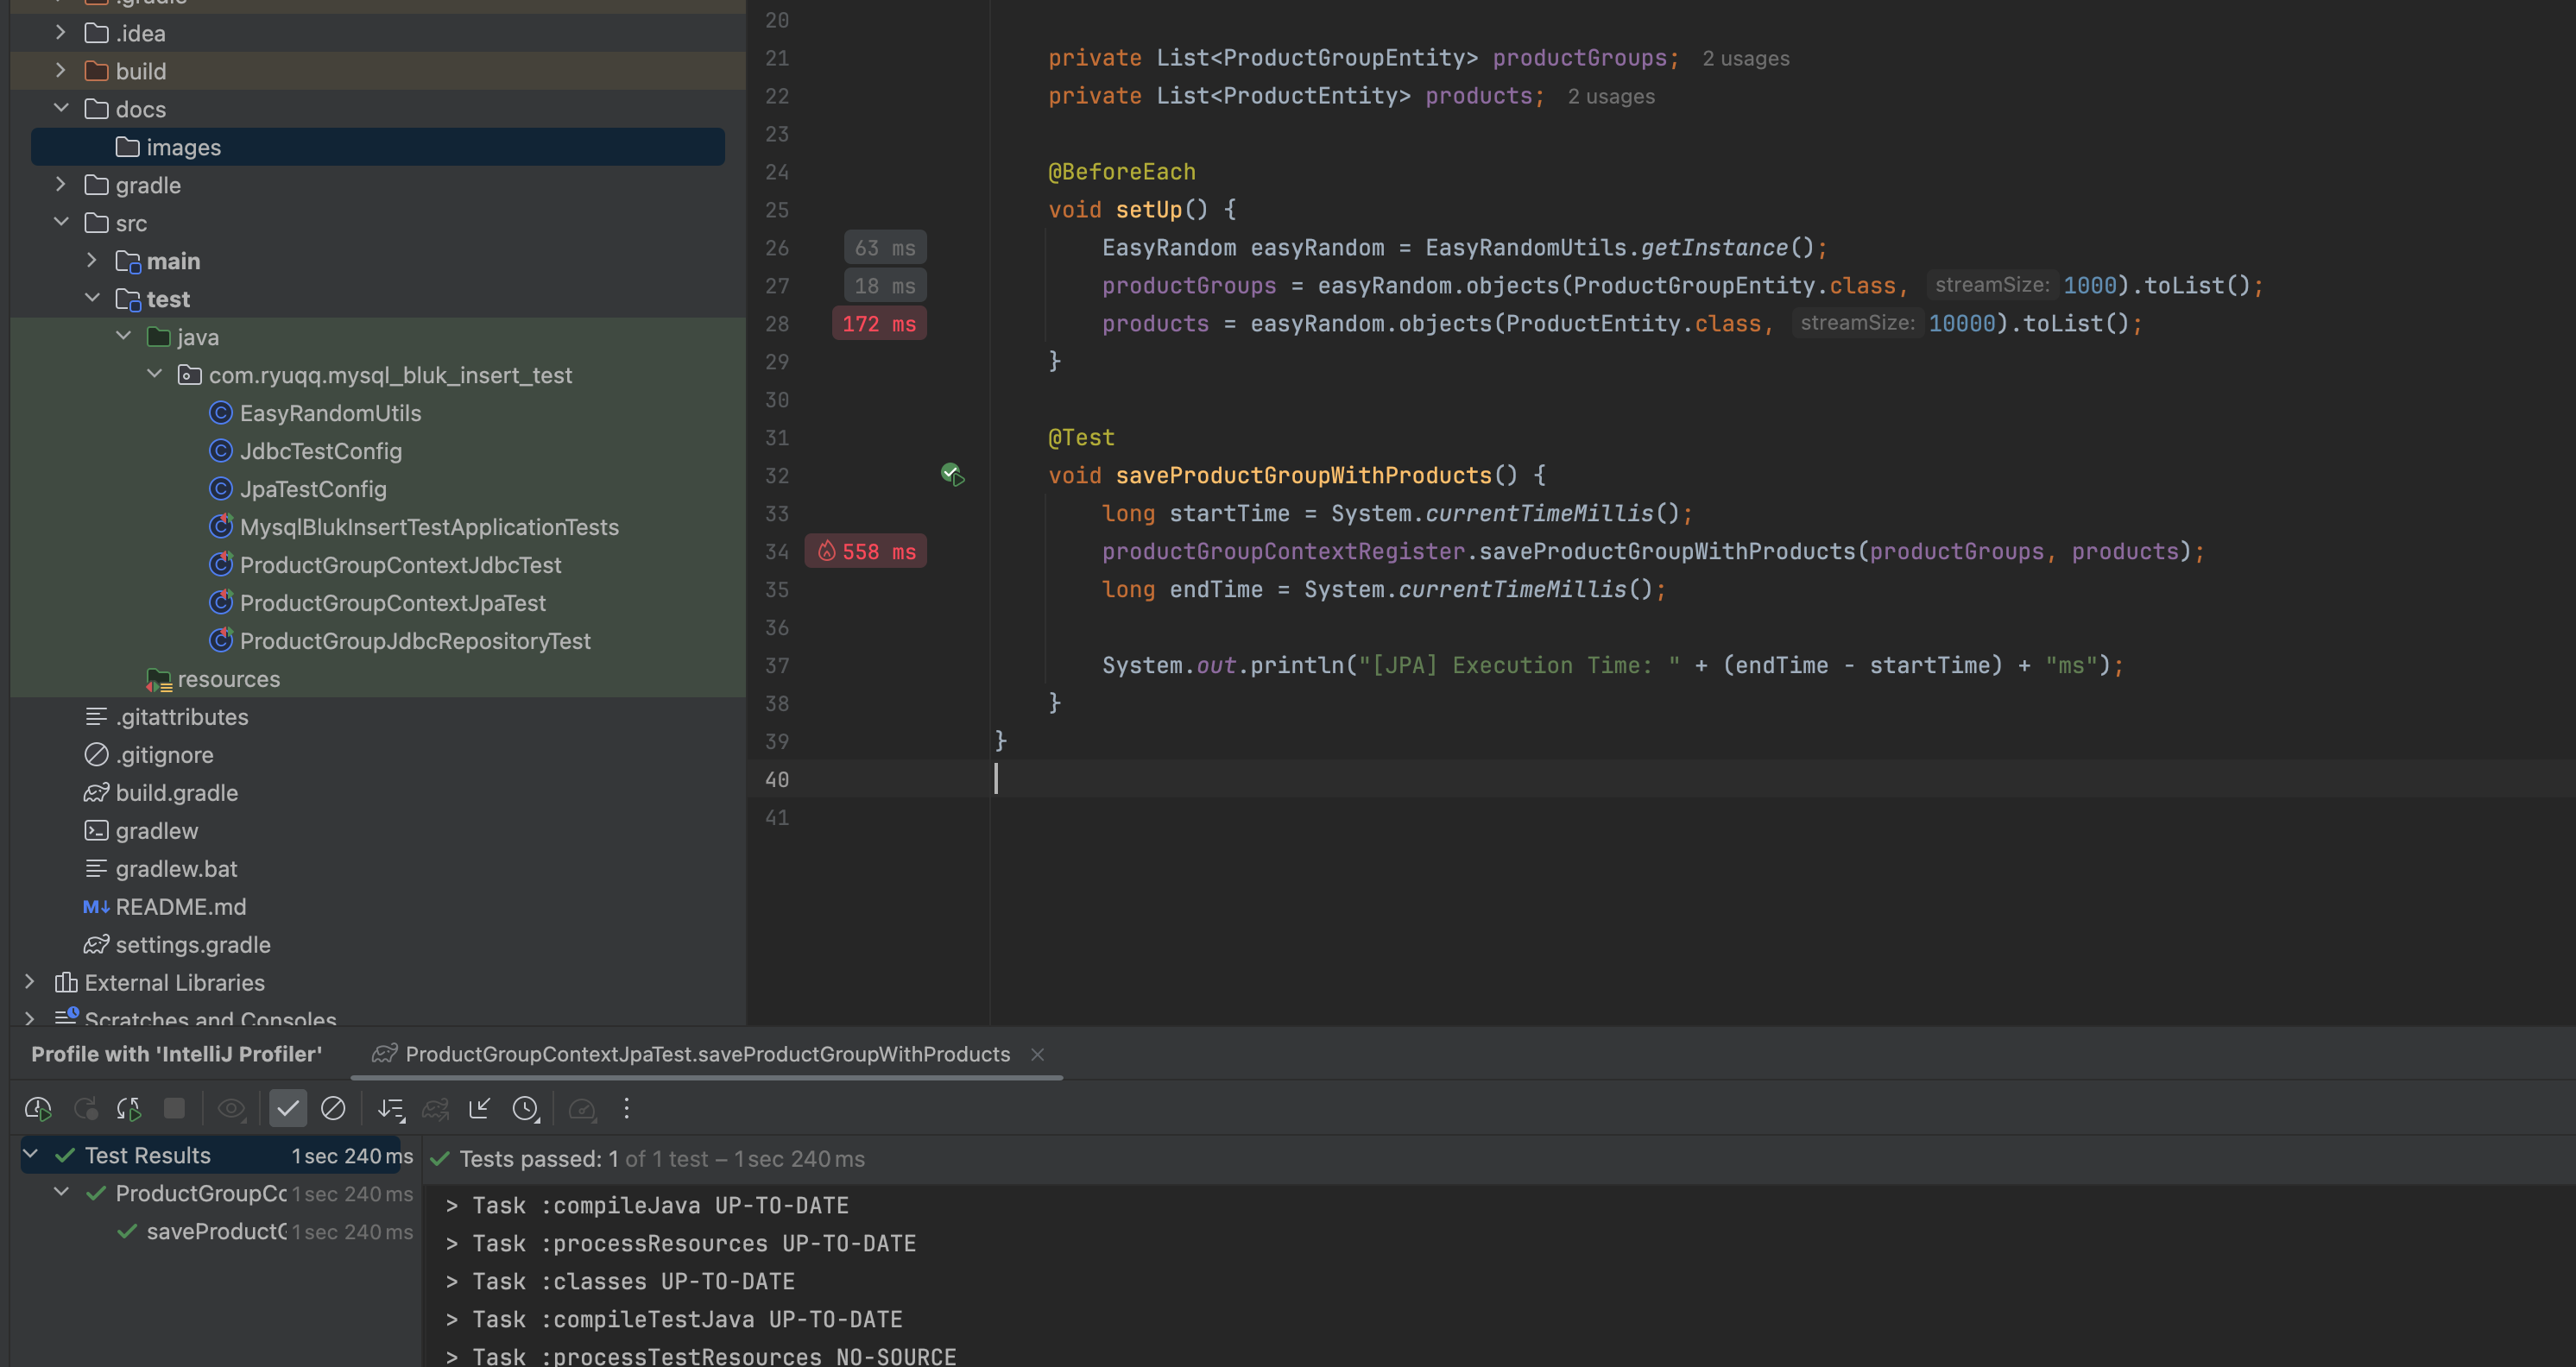 .gradle
.idea
build
docs
images
gradle
src
main
test
java
com.ryuqq.mysql_bluk_insert_test
EasyRandomUtils
JdbcTestConfig
JpaTestConfig
MysqlBlukInsertTestApplicationTests
ProductGroupContextJdbcTest
ProductGroupContextJpaTest
ProductGroupJdbcRepositoryTest
resources
.gitattributes
.gitignore
build.gradle
gradlew
gradlew.bat
README.md
settings.gradle
External Libraries
Scratches and Consoles
20
21 private List<ProductGroupEntity> productGroups; 2 usages
22 private List<ProductEntity> products; 2 usages
23
24 @BeforeEach
25 void setUp() {
26 63 ms EasyRandom easyRandom = EasyRandomUtils.getInstance();
27 18 ms productGroups = easyRandom.objects(ProductGroupEntity.class, streamSize: 1000).toList();
28 172 ms products = easyRandom.objects(ProductEntity.class, streamSize: 10000).toList();
29 }
30
31 @Test
32 void saveProductGroupWithProducts() {
33 long startTime = System.currentTimeMillis();
34 558 ms productGroupContextRegister.saveProductGroupWithProducts(productGroups, products);
35 long endTime = System.currentTimeMillis();
36
37 System.out.println("[JPA] Execution Time: " + (endTime - startTime) + "ms");
38 }
39 }
40
41
Profile with 'IntelliJ Profiler' ProductGroupContextJpaTest.saveProductGroupWithProducts
Test Results 1 sec 240 ms
ProductGroupCo 1 sec 240 ms
saveProductG 1 sec 240 ms
Tests passed: 1 of 1 test – 1 sec 240 ms
> Task :compileJava UP-TO-DATE
> Task :processResources UP-TO-DATE
> Task :classes UP-TO-DATE
> Task :compileTestJava UP-TO-DATE
> Task :processTestResources NO-SOURCE